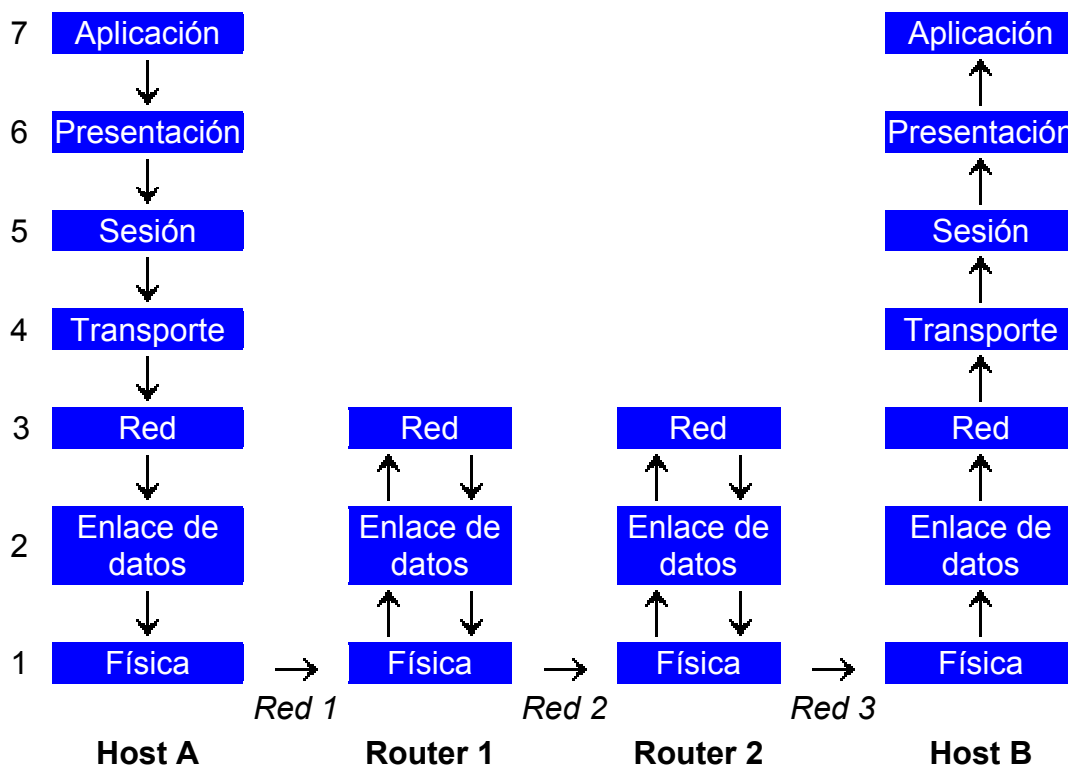 7 Aplicación Aplicación
6 Presentación Presentación
5 Sesión Sesión
4 Transporte Transporte
3 Red Red Red Red
Enlace de Enlace de Enlace de Enlace de
2
datos datos datos datos
1 Física Física Física Física
Red 1 Red 2 Red 3
Host A Router 1 Router 2 Host B